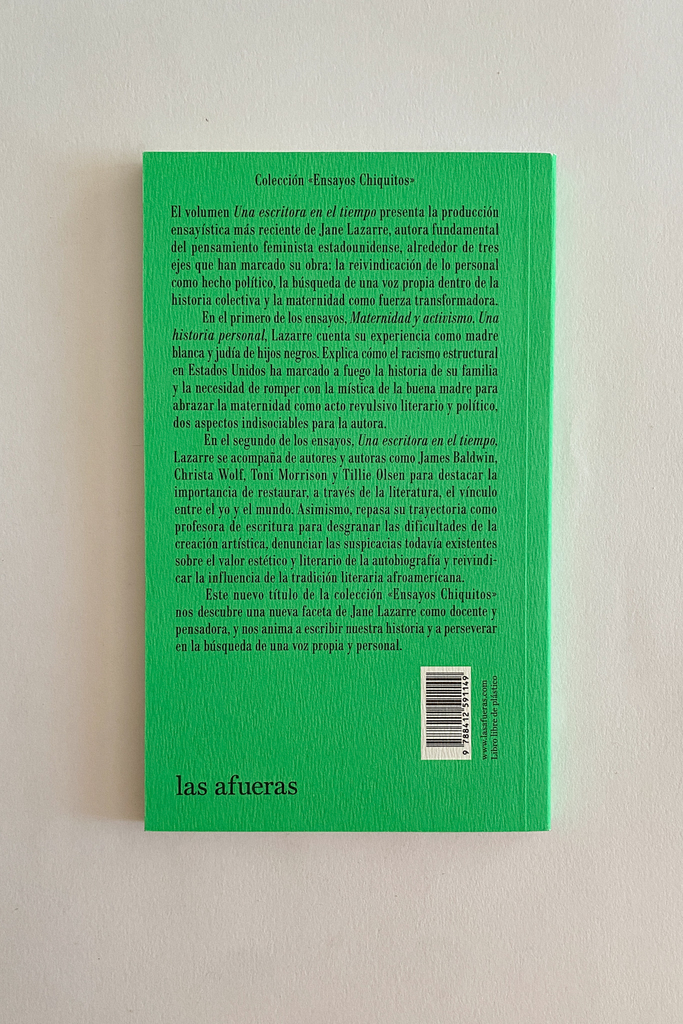 Colección «Ensayos Chiquitos»
El volumen Una escritora en el tiempo presenta la producción
ensayística más reciente de Jane Lazarre, autora fundamental
del pensamiento feminista estadounidense, alrededor de tres
ejes que han marcado su obra: la reivindicación de lo personal
como hecho político, la búsqueda de una voz propia dentro de la
historia colectiva y la maternidad como fuerza transformadora.
En el primero de los ensayos, Maternidad y activismo. Una
historia personal, Lazarre cuenta su experiencia como madre
blanca y judía de hijos negros. Explica cómo el racismo estructural
en Estados Unidos ha marcado a fuego la historia de su familia
y la necesidad de romper con la mística de la buena madre para
abrazar la maternidad como acto revulsivo literario y político,
dos aspectos indisociables para la autora.
En el segundo de los ensayos, Una escritora en el tiempo,
Lazarre se acompaña de autores y autoras como James Baldwin,
Christa Wolf, Toni Morrison y Tillie Olsen para destacar la
importancia de restaurar, a través de la literatura, el vínculo
entre el yo y el mundo. Asimismo, repasa su trayectoria como
profesora de escritura para desgranar las dificultades de la
creación artística, denunciar las suspicacias todavía existentes
sobre el valor estético y literario de la autobiografía y reivindi-
car la influencia de la tradición literaria afroamericana.
Este nuevo título de la colección «Ensayos Chiquitos»
nos descubre una nueva faceta de Jane Lazarre como docente y
pensadora, y nos anima a escribir nuestra historia y a perseverar
en la búsqueda de una voz propia y personal.
9 788412 591149
www.lasafueras.com
Libro libre de plástico
las afueras